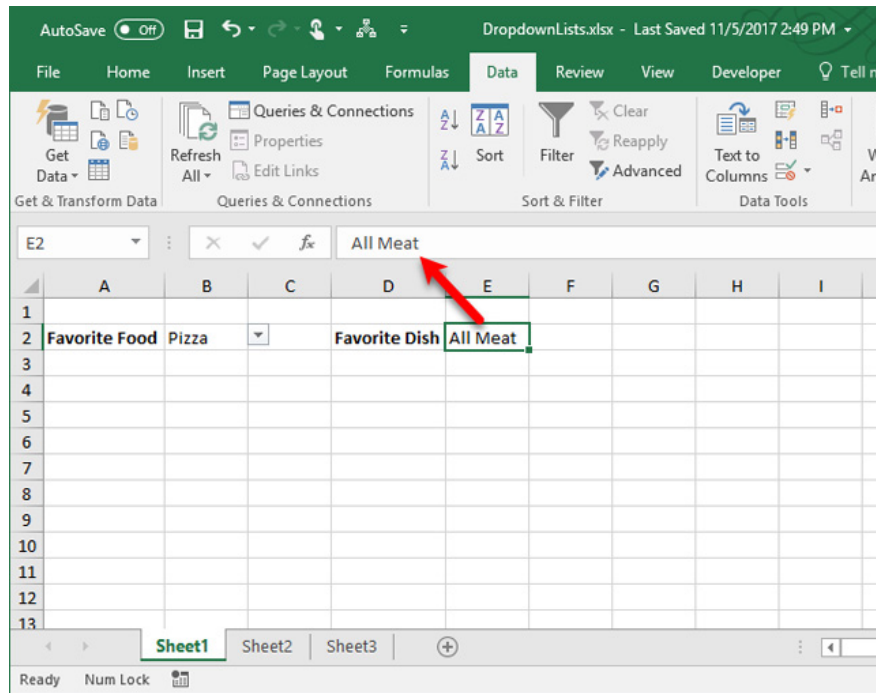 AutoSave Off DropdownLists.xlsx - Last Saved 11/5/2017 2:49 PM
File Home Insert Page Layout Formulas Data Review View Developer Tell
Get Data
Refresh All
Queries & Connections
Properties
Edit Links
Sort
Filter
Clear
Reapply
Advanced
Text to Columns
Get & Transform Data Queries & Connections Sort & Filter Data Tools
E2 fx All Meat
A B C D E F G H I
1
2 Favorite Food Pizza Favorite Dish All Meat
3
4
5
6
7
8
9
10
11
12
13
Sheet1 Sheet2 Sheet3
Ready Num Lock